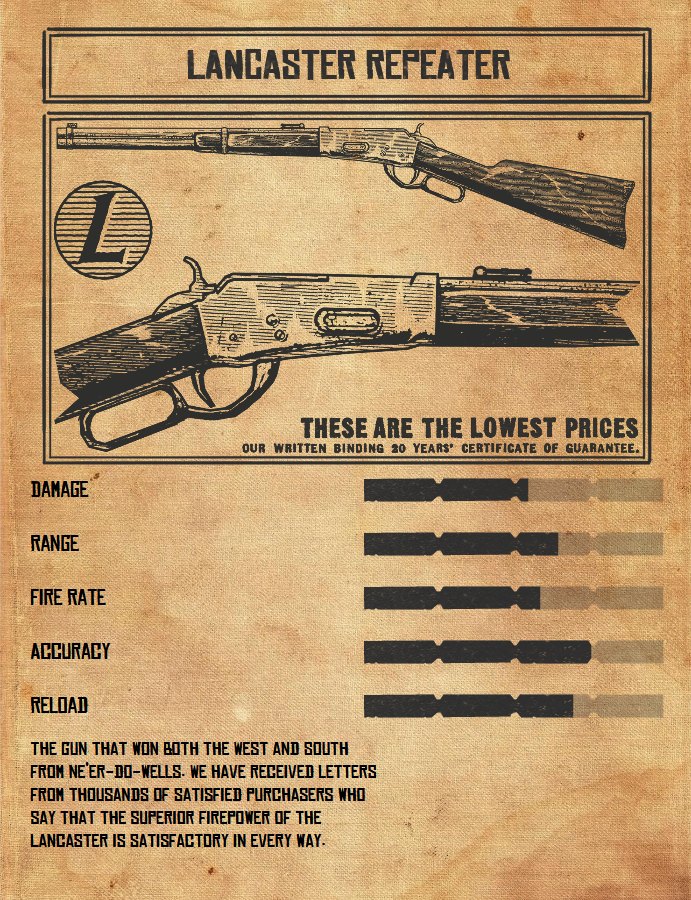 LANCASTER REPEATER
L
THESE ARE THE LOWEST PRICES
OUR WRITTEN BINDING 20 YEARS' CERTIFICATE OF GUARANTEE.
DAMAGE
RANGE
FIRE RATE
ACCURACY
RELOAD
THE GUN THAT WON BOTH THE WEST AND SOUTH
FROM NE'ER-DO-WELLS. WE HAVE RECEIVED LETTERS
FROM THOUSANDS OF SATISFIED PURCHASERS WHO
SAY THAT THE SUPERIOR FIREPOWER OF THE
LANCASTER IS SATISFACTORY IN EVERY WAY.